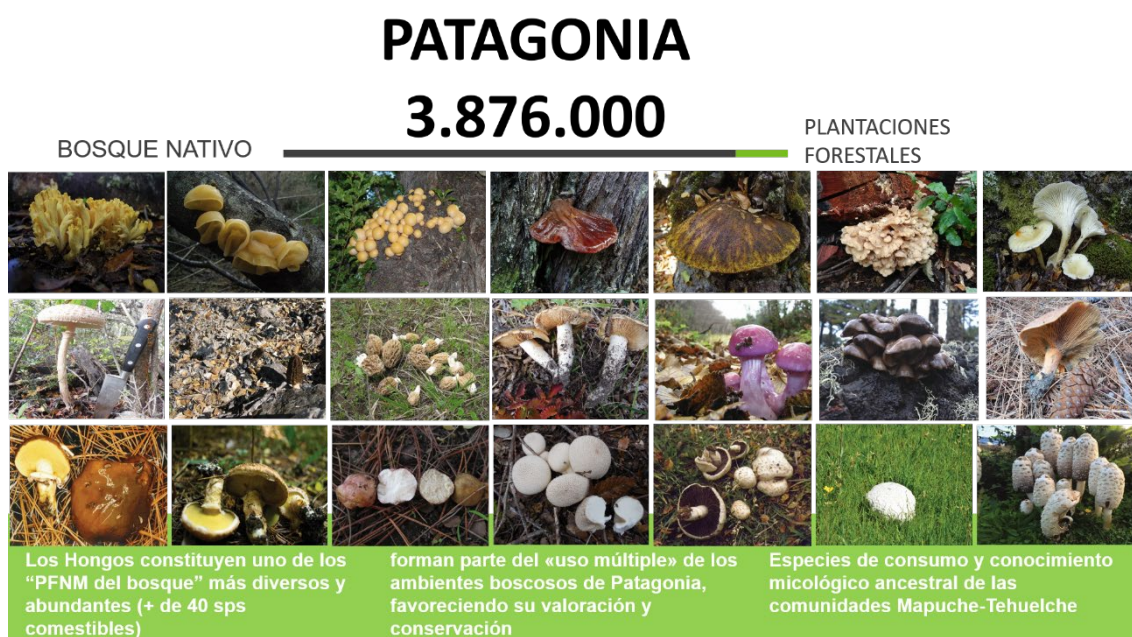 PATAGONIA
3.876.000
BOSQUE NATIVO
PLANTACIONES
FORESTALES
Los Hongos constituyen uno de los
“PFNM del bosque” más diversos y
abundantes (+ de 40 sps
comestibles)
forman parte del «uso múltiple» de los
ambientes boscosos de Patagonia,
favoreciendo su valoración y
conservación
Especies de consumo y conocimiento
micológico ancestral de las
comunidades Mapuche-Tehuelche